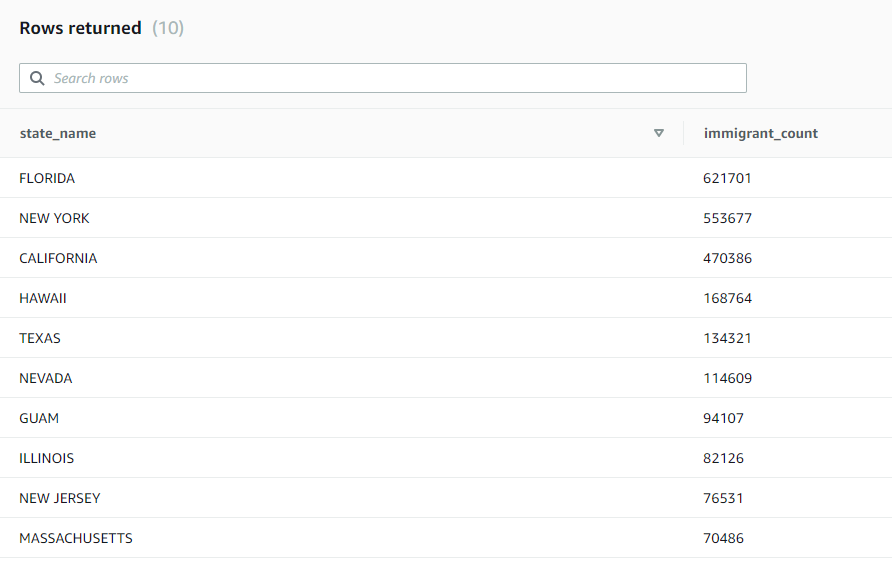 Rows returned (10)
Search rows
state_name immigrant_count
FLORIDA 621701
NEW YORK 553677
CALIFORNIA 470386
HAWAII 168764
TEXAS 134321
NEVADA 114609
GUAM 94107
ILLINOIS 82126
NEW JERSEY 76531
MASSACHUSETTS 70486